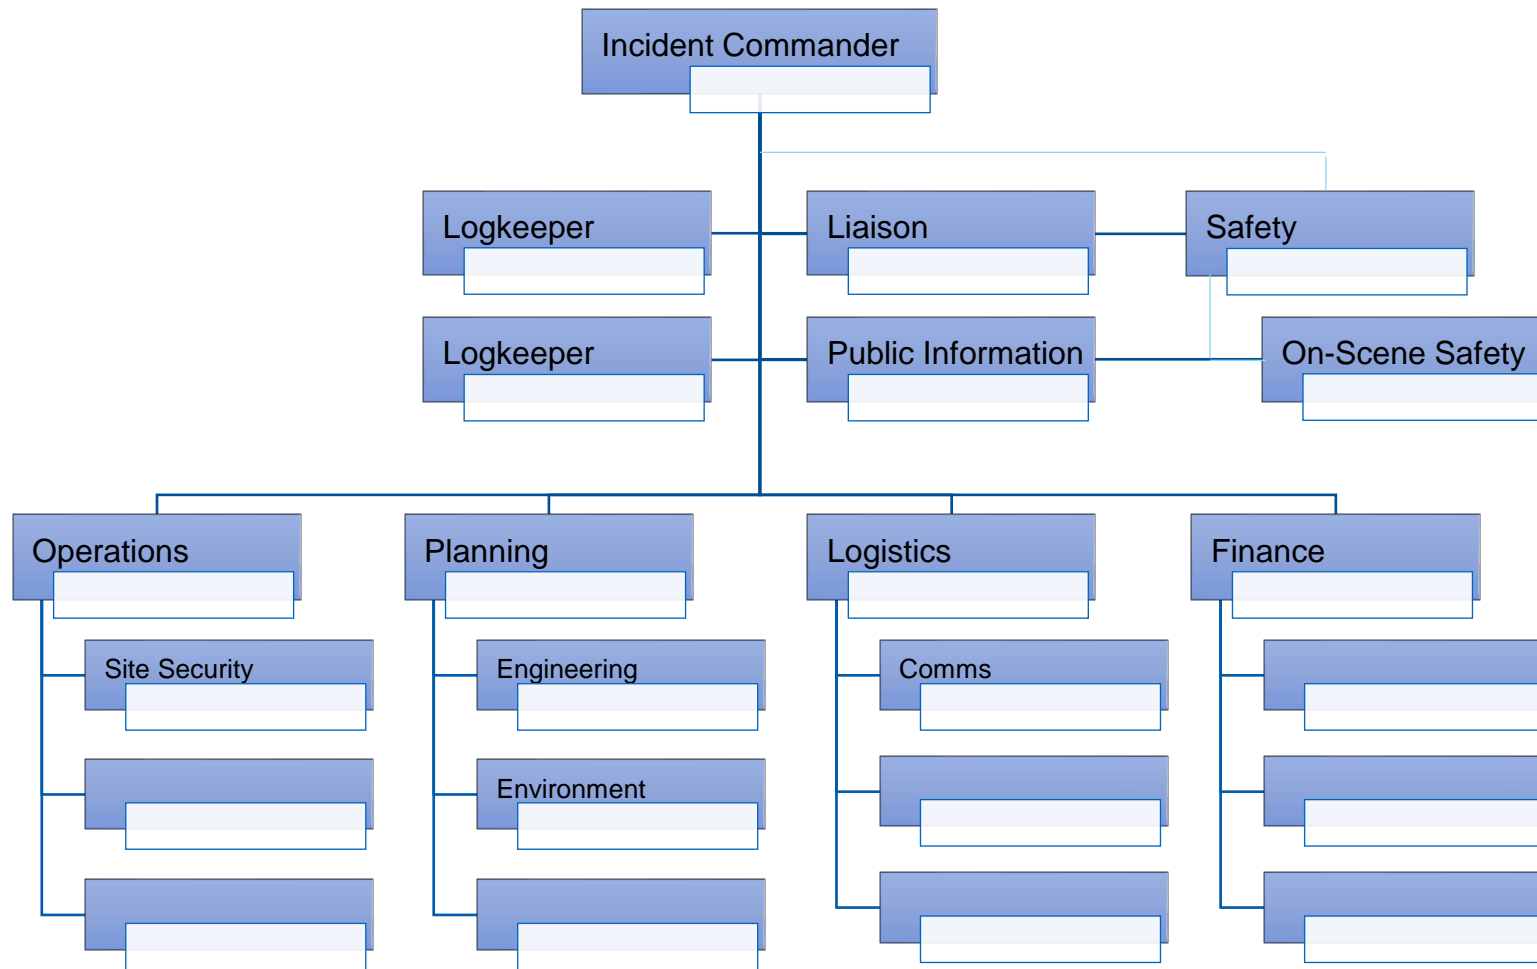 Incident Commander
Logkeeper
Liaison
Safety
Logkeeper
Public Information
On-Scene Safety
Operations
Planning
Logistics
Finance
Site Security
Engineering
Comms
Environment